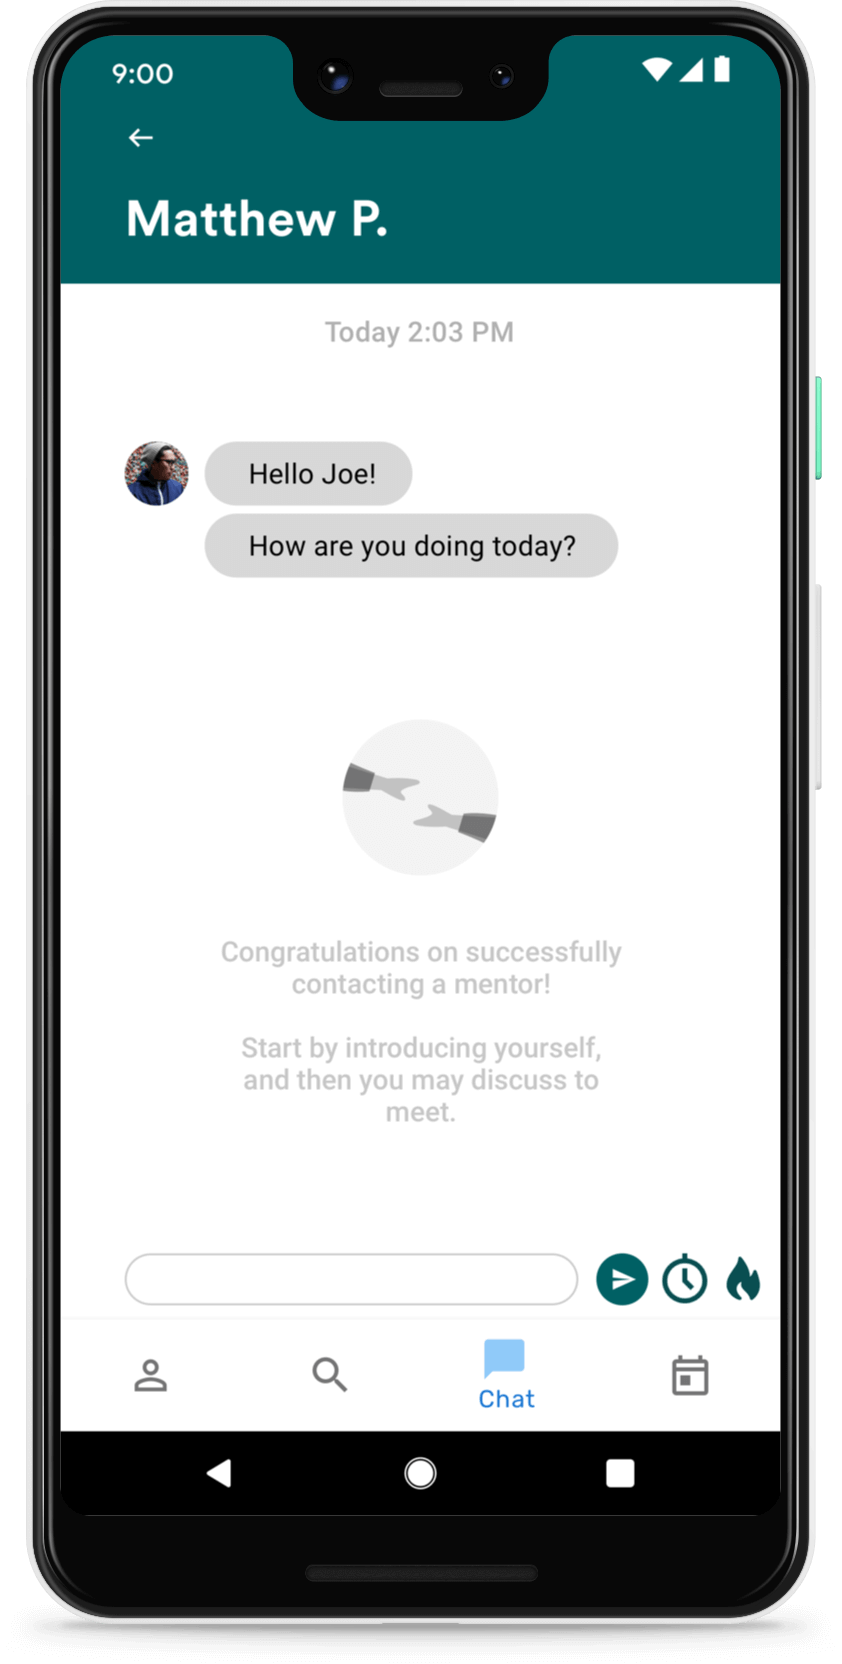 9:00
Matthew P.
Today 2:03 PM
Hello Joe!
How are you doing today?
Congratulations on successfully
contacting a mentor!
Start by introducing yourself,
and then you may discuss to
meet.
Chat